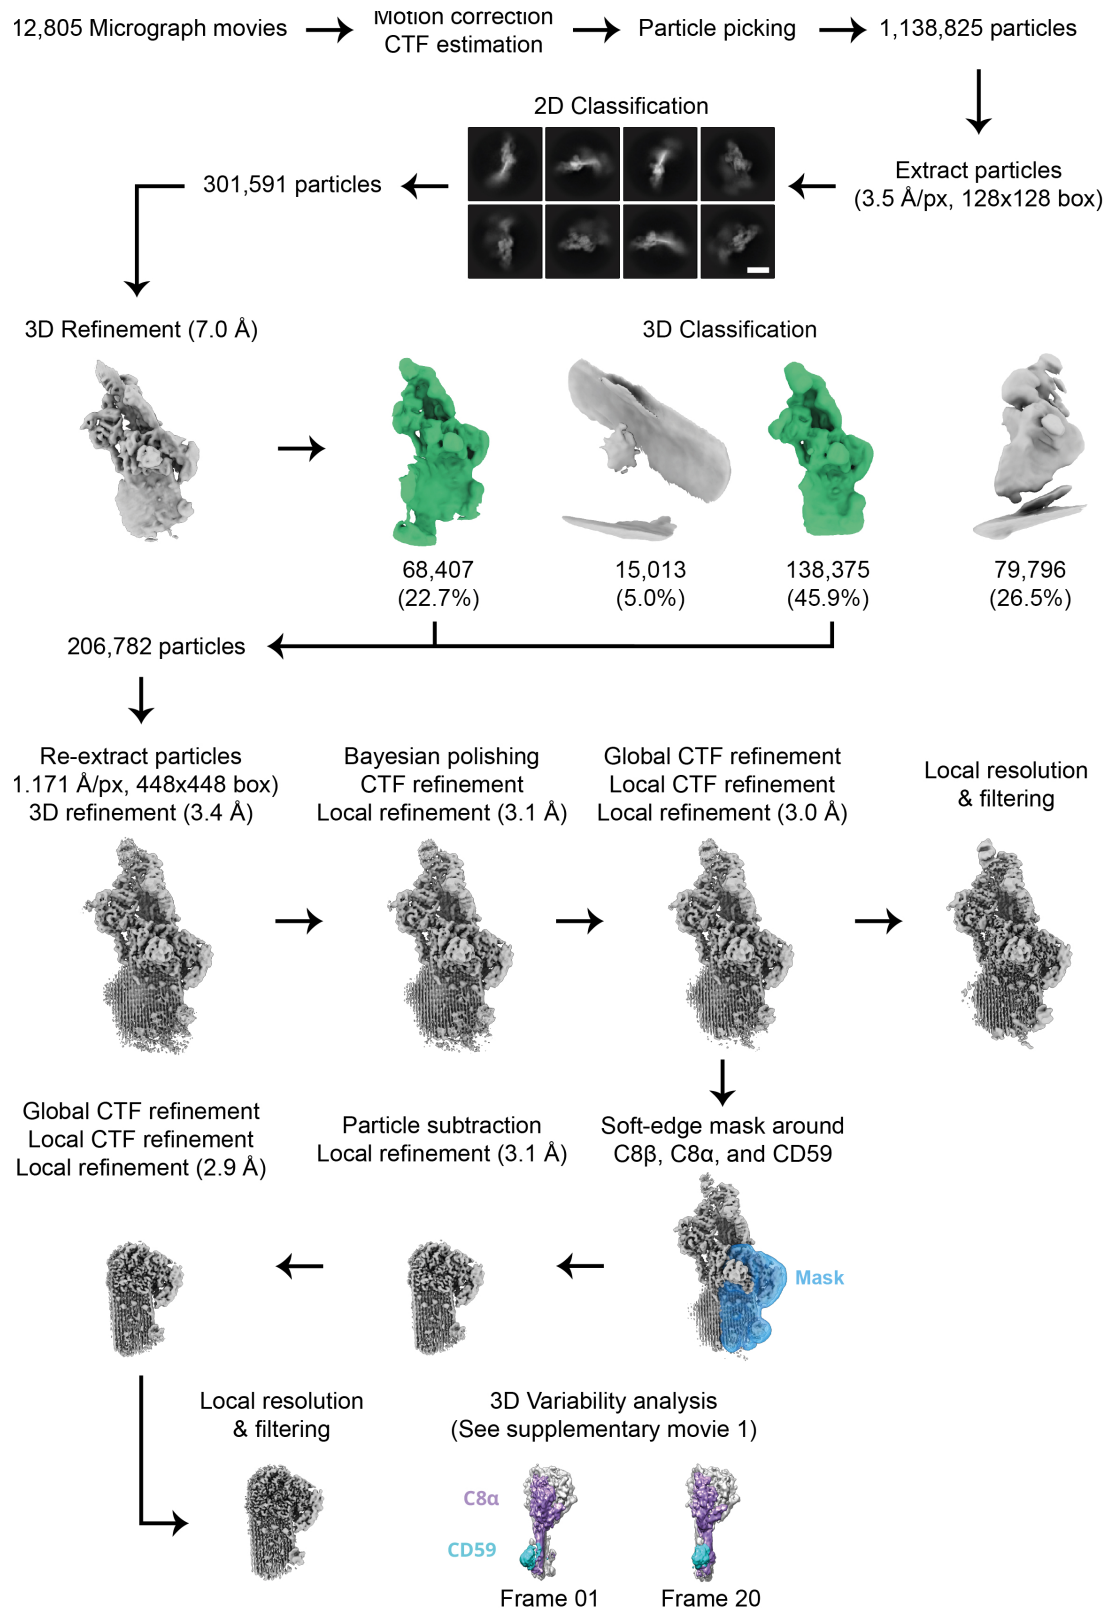 12,805 Micrograph movies
Motion correction
CTF estimation
Particle picking
1,138,825 particles
2D Classification
Extract particles
(3.5 Å/px, 128x128 box)
301,591 particles
3D Refinement (7.0 Å)
3D Classification
68,407
(22.7%)
15,013
(5.0%)
138,375
(45.9%)
79,796
(26.5%)
206,782 particles
Re-extract particles
1.171 Å/px, 448x448 box)
3D refinement (3.4 Å)
Bayesian polishing
CTF refinement
Local refinement (3.1 Å)
Global CTF refinement
Local CTF refinement
Local refinement (3.0 Å)
Local resolution
& filtering
Global CTF refinement
Local CTF refinement
Local refinement (2.9 Å)
Particle subtraction
Local refinement (3.1 Å)
Soft-edge mask around
C8β, C8α, and CD59
Mask
Local resolution
& filtering
3D Variability analysis
(See supplementary movie 1)
C8α
CD59
Frame 01
Frame 20